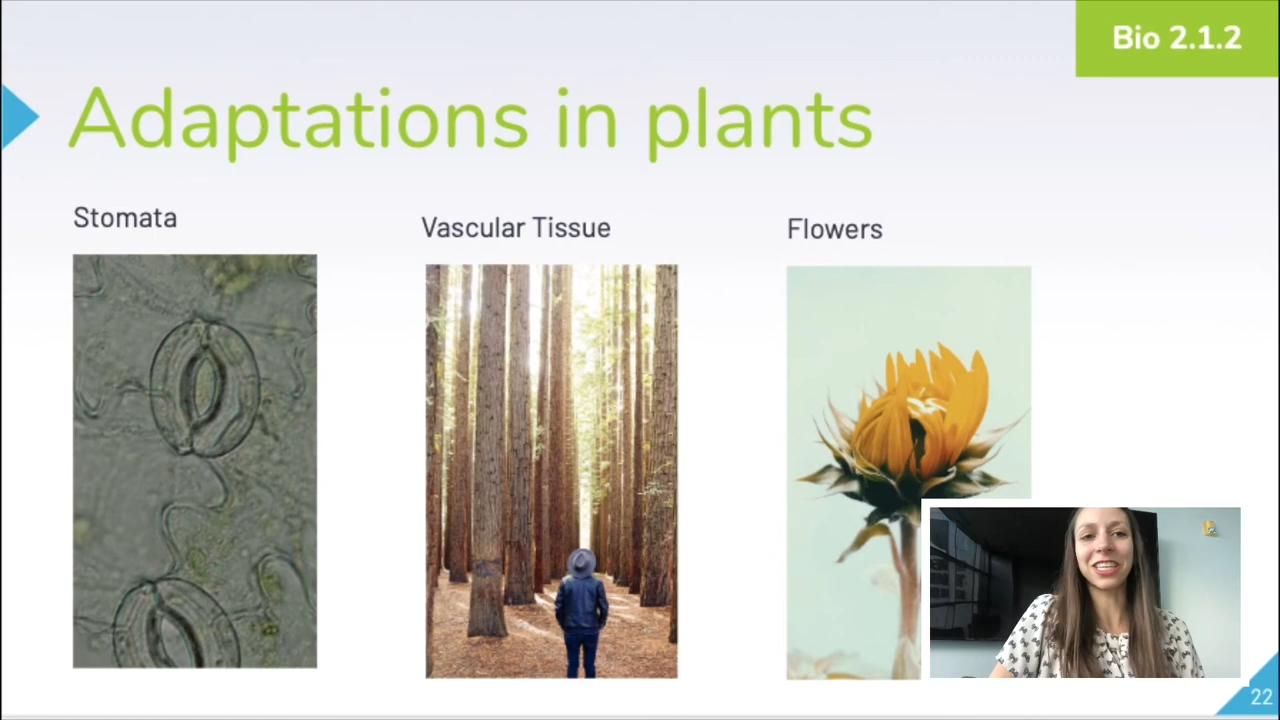 Bio 2.1.2
Adaptations in plants
Stomata
Vascular Tissue
Flowers
22